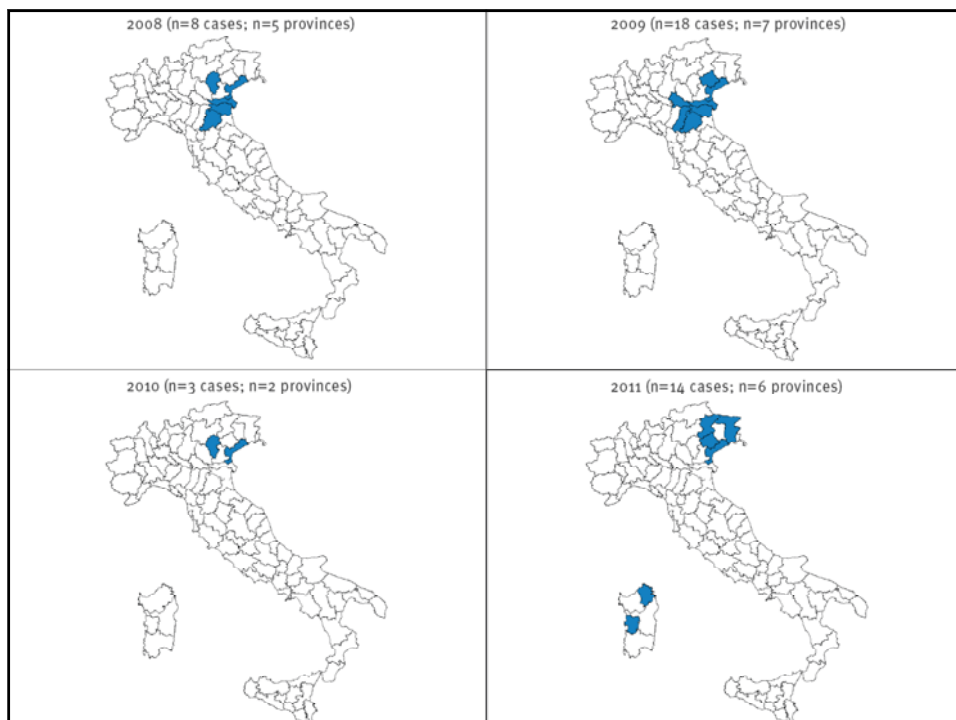 2008 (n=8 cases; n=5 provinces)
2009 (n=18 cases; n=7 provinces)
2010 (n=3 cases; n=2 provinces)
2011 (n=14 cases; n=6 provinces)